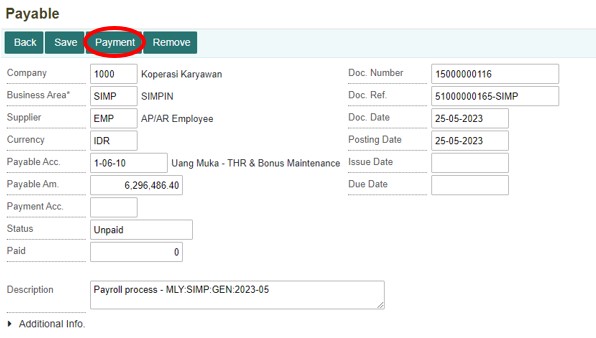 Payable
Back Save Payment Remove
Company 1000 Koperasi Karyawan Doc. Number 15000000116
Business Area* SIMP SIMPIN Doc. Ref. 51000000165-SIMP
Supplier EMP AP/AR Employee Doc. Date 25-05-2023
Currency IDR Posting Date 25-05-2023
Payable Acc. 1-06-10 Uang Muka - THR & Bonus Maintenance Issue Date
Payable Am. 6,296,486.40 Due Date
Payment Acc.
Status Unpaid
Paid 0
Description Payroll process - MLY:SIMP:GEN:2023-05
Additional Info.